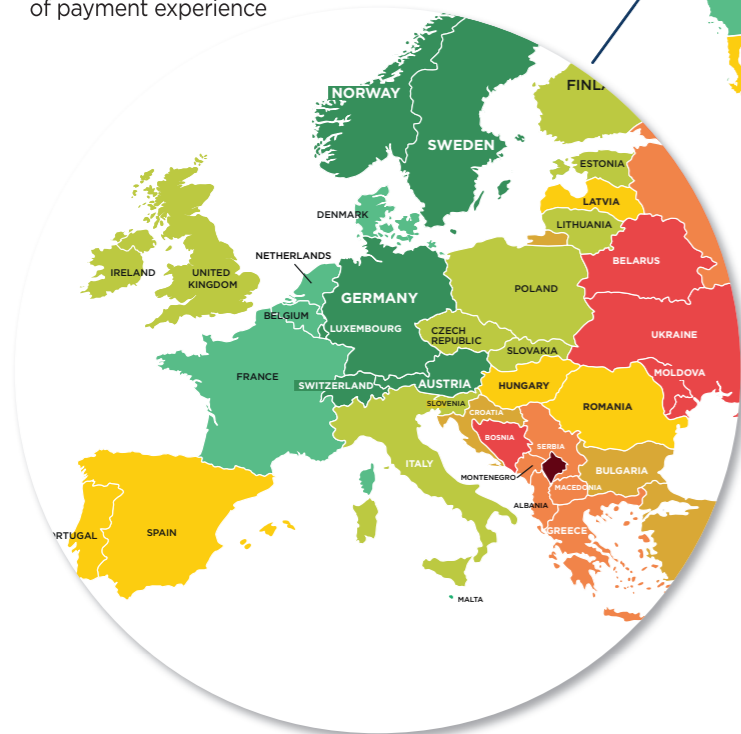 of payment experience
FINL
NORWAY
SWEDEN
ESTONIA
LATVIA
DENMARK
LITHUANIA
NETHERLANDS
BELARUS
IRELAND
UNITED
KINGDOM
POLAND
GERMANY
BELGIUM
LUXEMBOURG
CZECH
REPUBLIC
UKRAINE
SLOVAKIA
FRANCE
MOLDOVA
SWITZERLAND
AUSTRIA
HUNGARY
SLOVENIA
ROMANIA
CROATIA
BOSNIA
SERBIA
ITALY
BULGARIA
MONTENEGRO
MACEDONIA
ALBANIA
SPAIN
GREECE
RTUGAL
MALTA